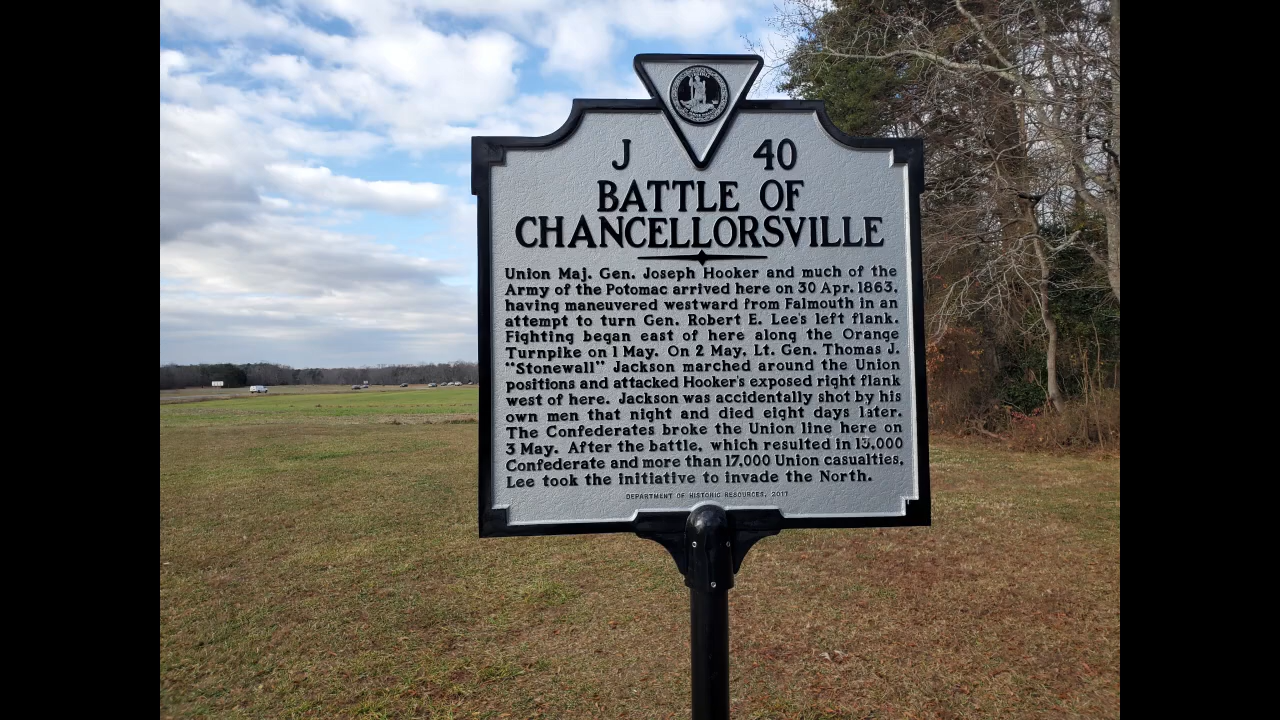 J 40
BATTLE OF
CHANCELLORSVILLE
Union Maj. Gen. Joseph Hooker and much of the
Army of the Potomac arrived here on 30 Apr. 1863,
having maneuvered westward from Falmouth in an
attempt to turn Gen. Robert E. Lee's left flank.
Fighting began east of here along the Orange
Turnpike on 1 May. On 2 May, Lt. Gen. Thomas J.
"Stonewall" Jackson marched around the Union
positions and attacked Hooker's exposed right flank
west of here. Jackson was accidentally shot by his
own men that night and died eight days later.
The Confederates broke the Union line here on
3 May. After the battle, which resulted in 13,000
Confederate and more than 17,000 Union casualties,
Lee took the initiative to invade the North.
DEPARTMENT OF HISTORIC RESOURCES, 2017